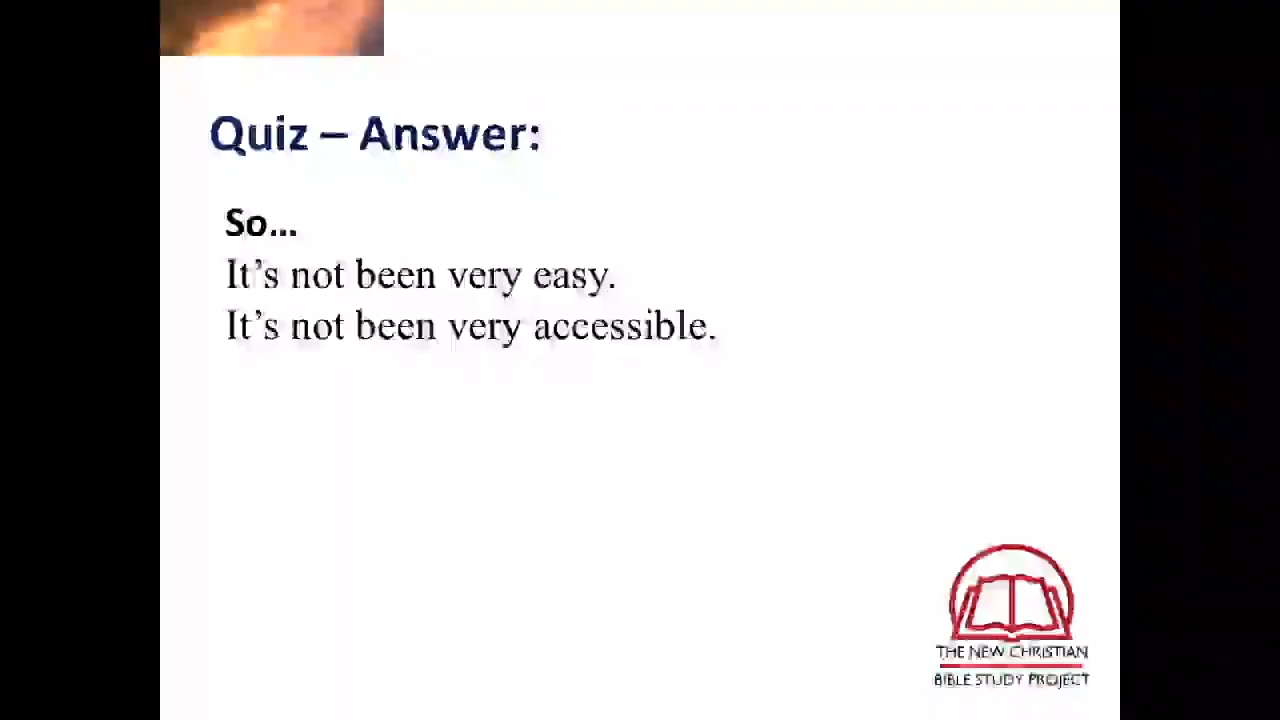 Quiz – Answer:
So...
It's not been very easy.
It's not been very accessible.
THE NEW CHRISTIAN
BIBLE STUDY PROJECT